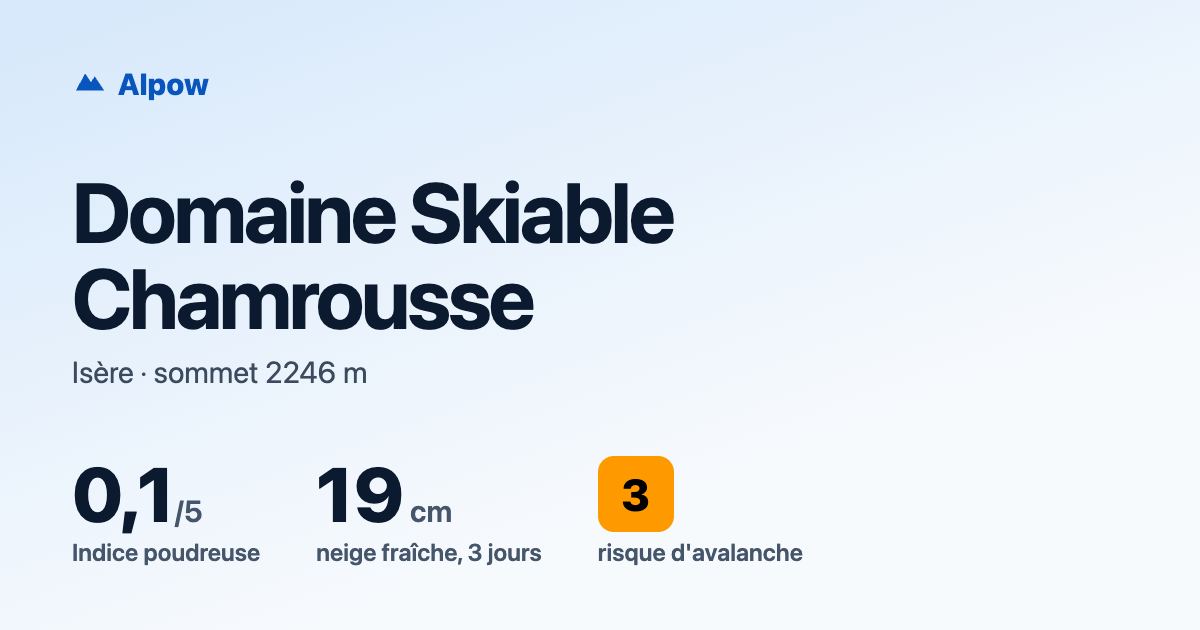 Alpow
Domaine Skiable
Chamrousse
Isère · sommet 2246 m
0,1/5
Indice poudreuse
19 cm
neige fraîche, 3 jours
3
risque d'avalanche